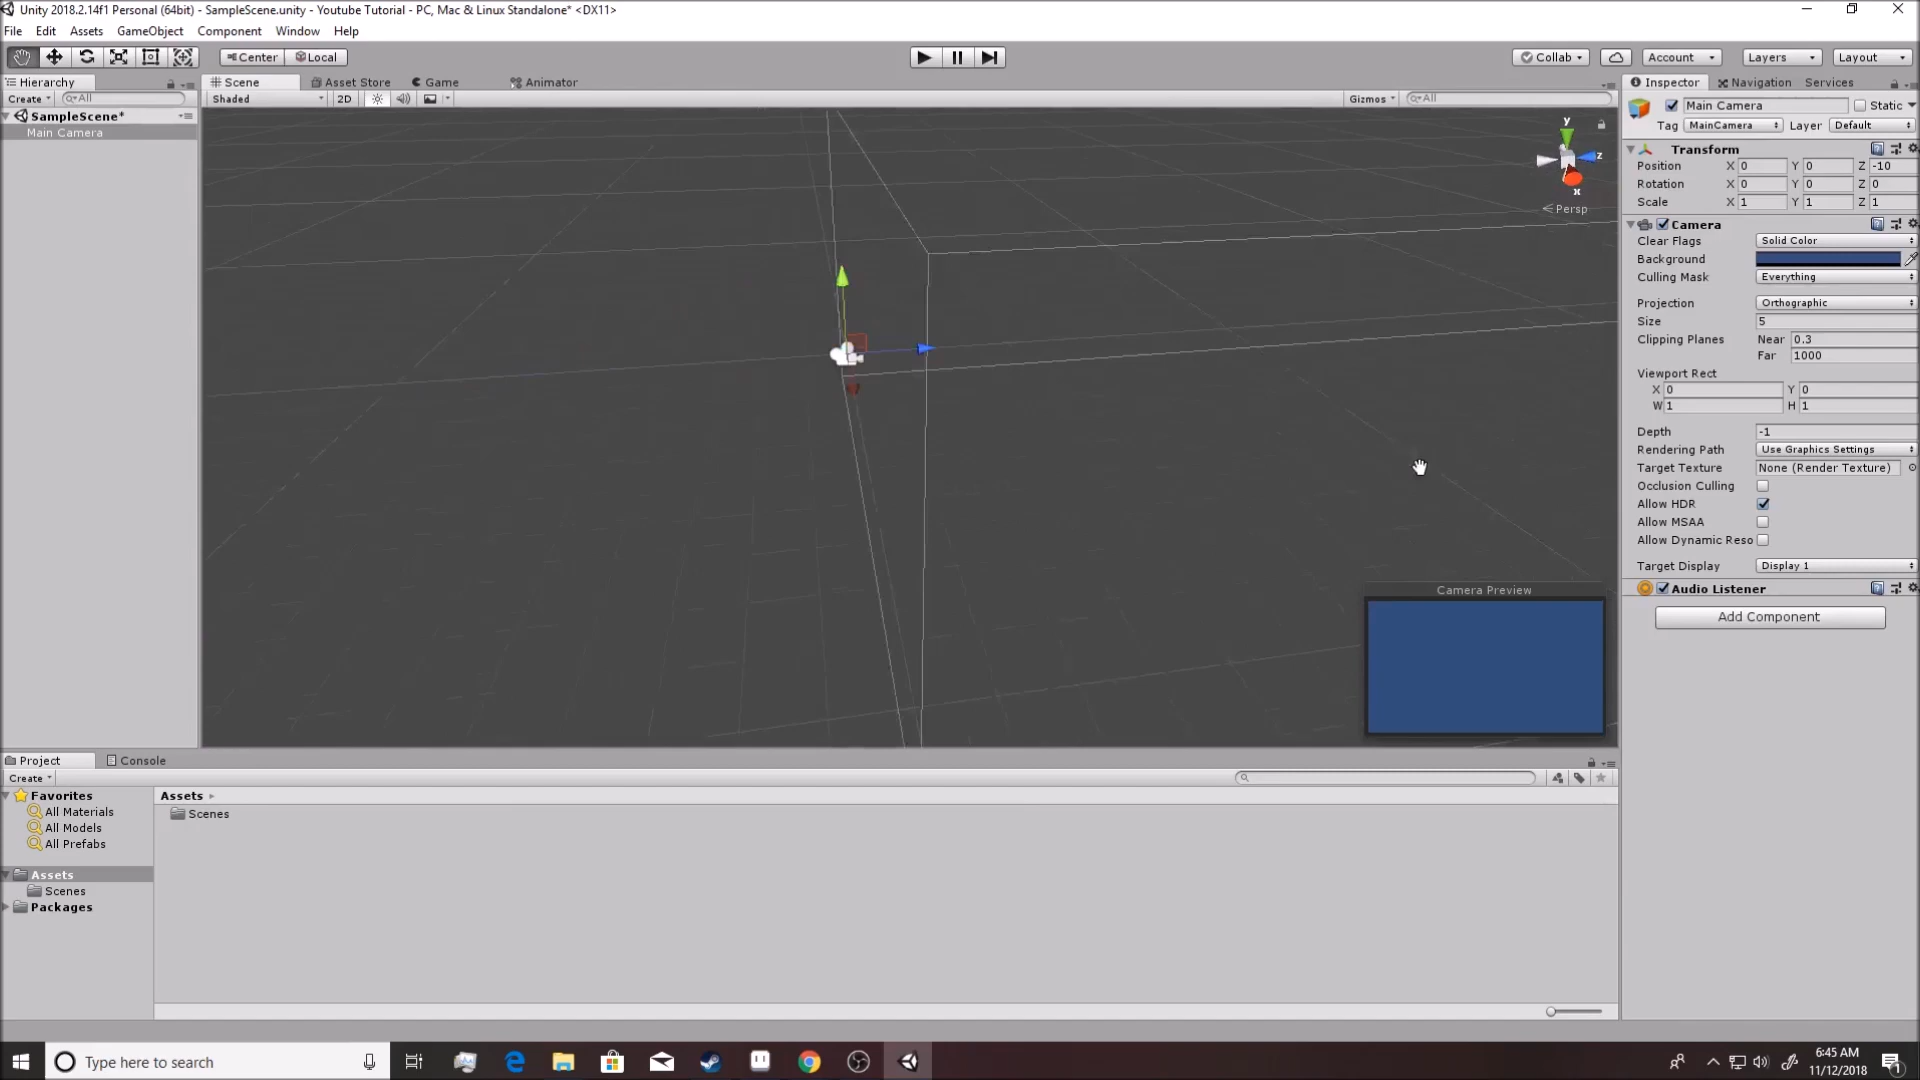 Unity 2018.2.14f1 Personal (64bit) - SampleScene.unity - Youtube Tutorial - PC, Mac & Linux Standalone* <DX11>
File Edit Assets GameObject Component Window Help
Center Local Collab Account Layers Layout
Hierarchy Scene Asset Store Game Animator Inspector Navigation Services
Create All Shaded 2D Gizmos All Main Camera Static
SampleScene*
Main Camera
y
z
x
Persp
Tag MainCamera Layer Default
Transform
Position X 0 Y 0 Z -10
Rotation X 0 Y 0 Z 0
Scale X 1 Y 1 Z 1
Camera
Clear Flags Solid Color
Background
Culling Mask Everything
Projection Orthographic
Size 5
Clipping Planes Near 0.3
Far 1000
Viewport Rect
X 0 Y 0
W 1 H 1
Depth -1
Rendering Path Use Graphics Settings
Target Texture None (Render Texture)
Occlusion Culling
Allow HDR
Allow MSAA
Allow Dynamic Reso
Target Display Display 1
Audio Listener
Add Component
Camera Preview
Project Console
Create
Favorites
All Materials
All Models
All Prefabs
Assets
Scenes
Packages
Assets
Scenes
Type here to search
6:45 AM
11/12/2018
1